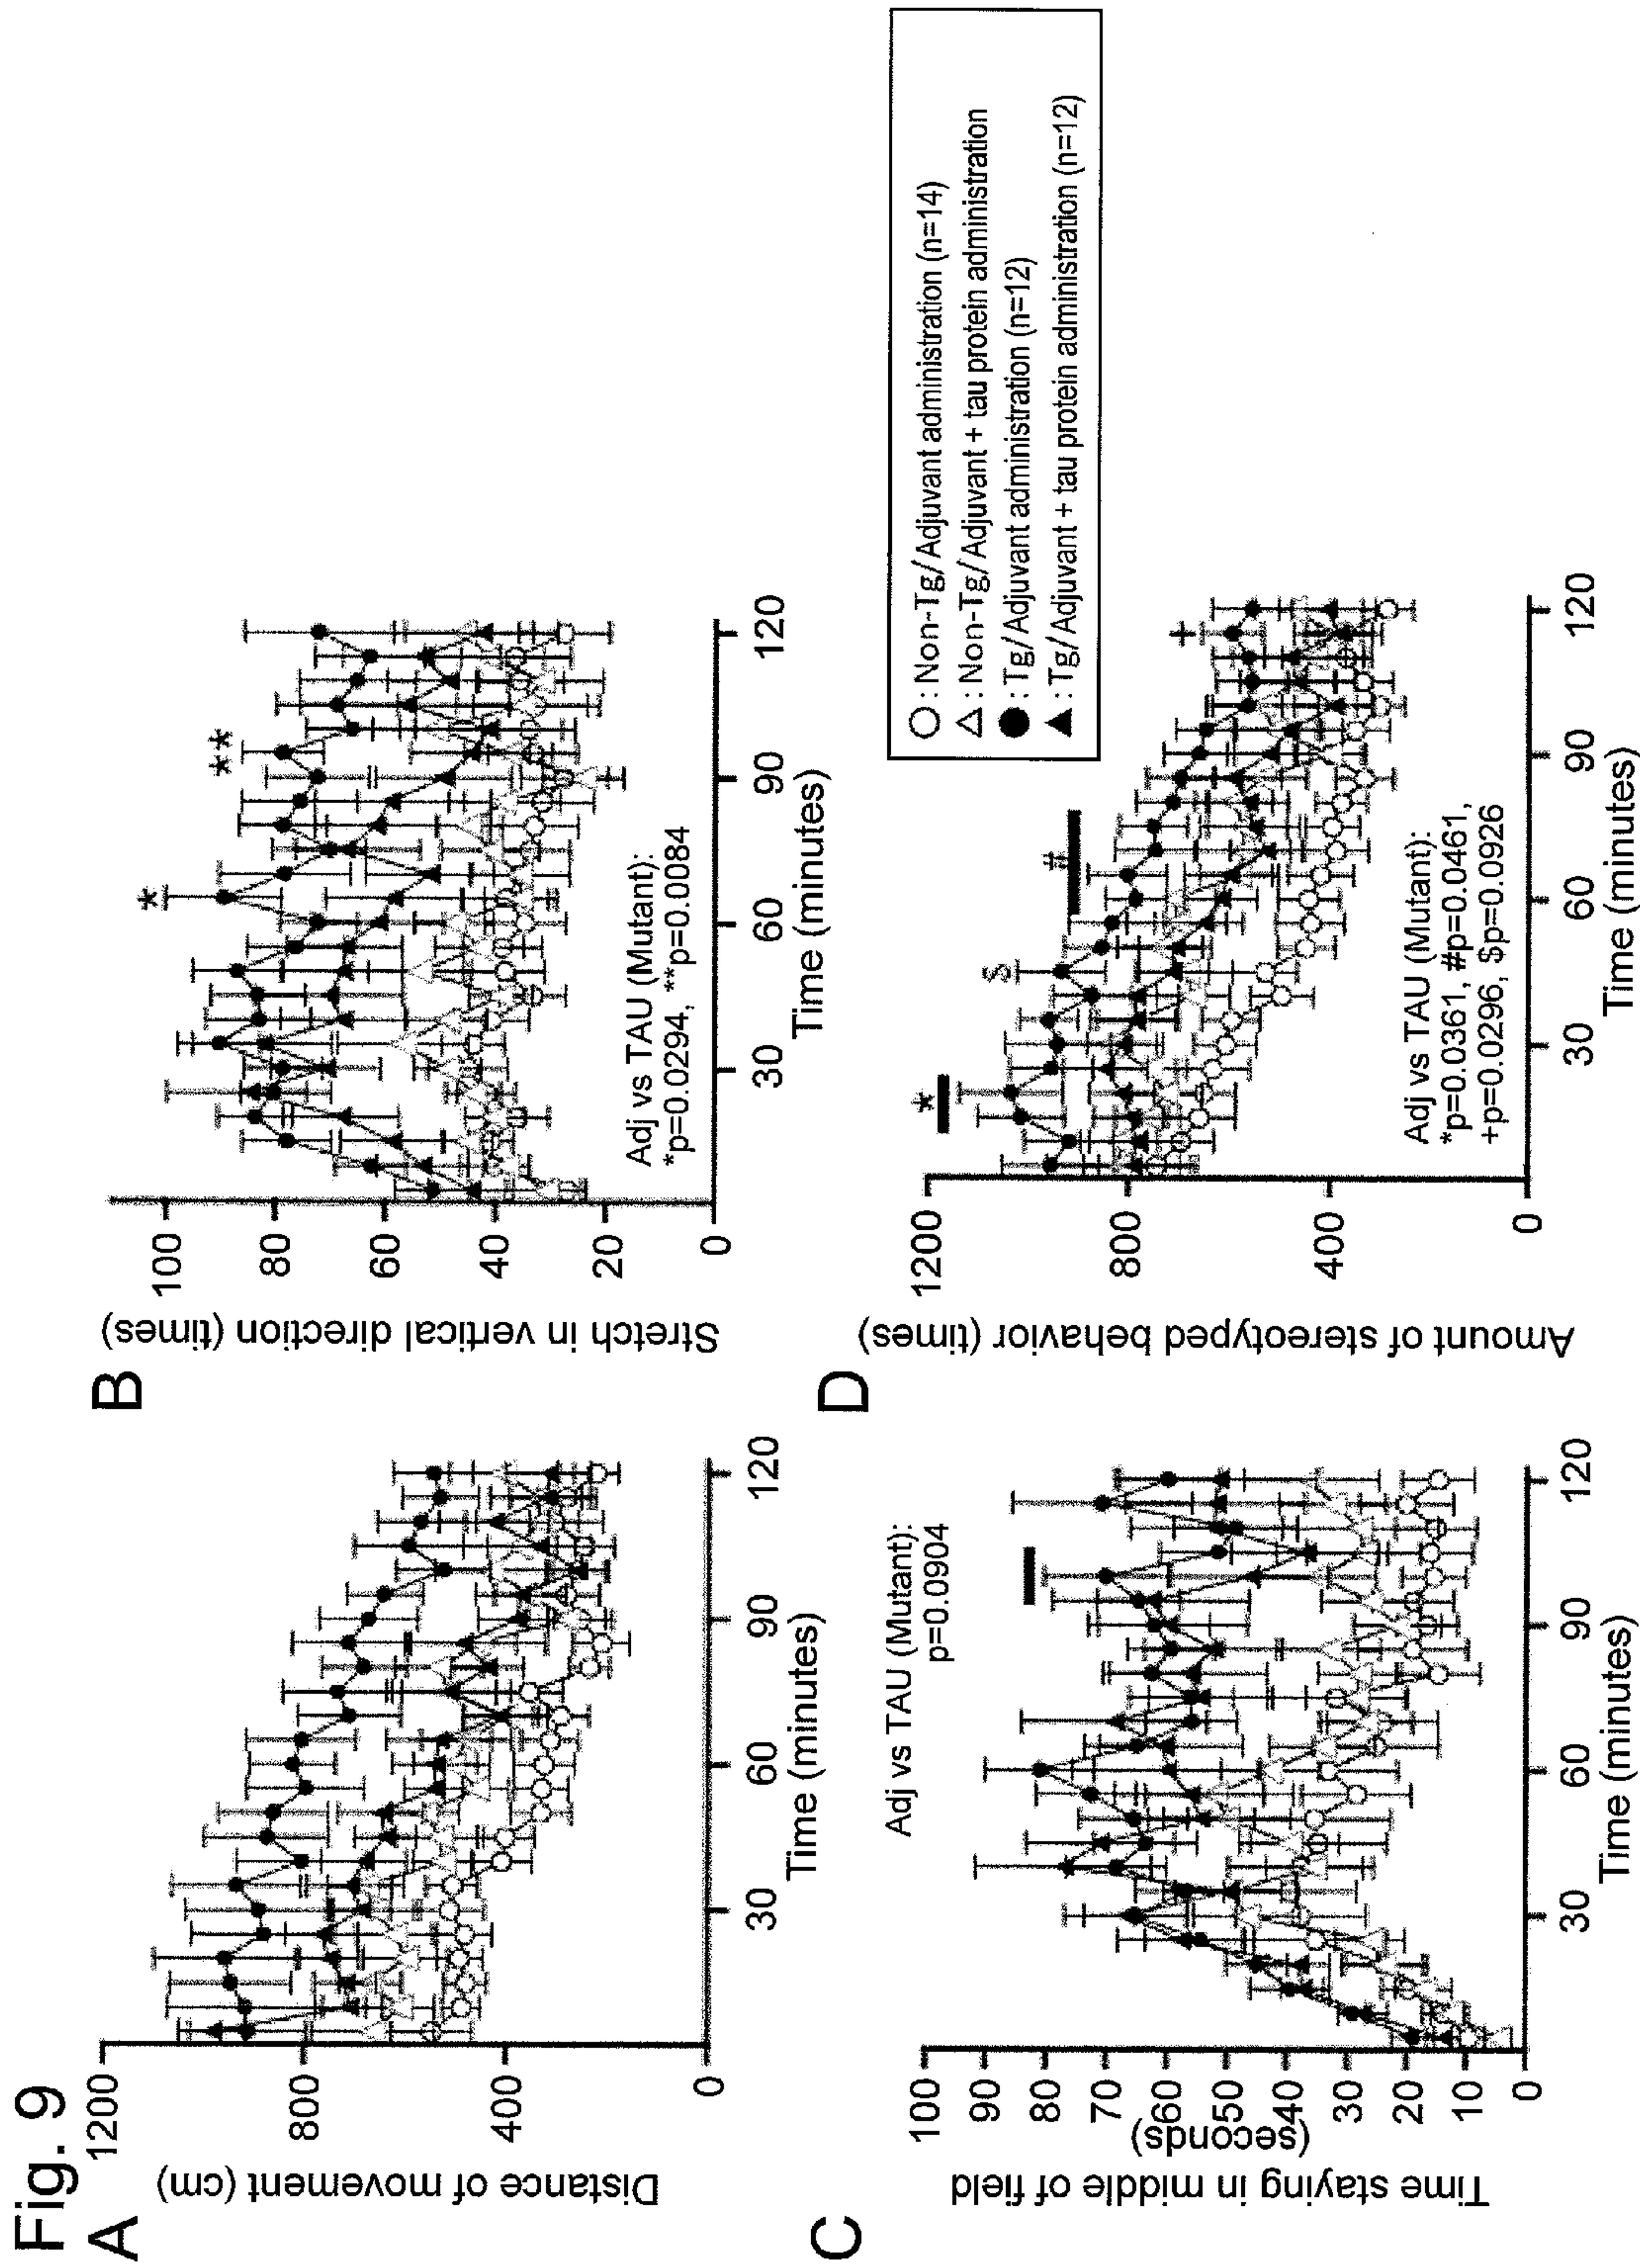 Fig. 9
A
Distance of movement (cm)
1200
800
400
0
30
60
90
120
Time (minutes)
B
Stretch in vertical direction (times)
100
80
60
40
20
0
* **
Adj vs TAU (Mutant):
*p=0.0294, **p=0.0084
30
60
90
120
Time (minutes)
C
Time staying in middle of field
(seconds)
100
90
80
70
60
50
40
30
20
10
0
Adj vs TAU (Mutant):
p=0.0904
30
60
90
120
Time (minutes)
D
Amount of stereotyped behavior (times)
1200
800
400
0
* $ # +
Adj vs TAU (Mutant):
*p=0.0361, #p=0.0461,
+p=0.0296, $p=0.0926
30
60
90
120
Time (minutes)
○ : Non-Tg/Adjuvant administration (n=14)
△ : Non-Tg/Adjuvant + tau protein administration
● : Tg/Adjuvant administration (n=12)
▲ : Tg/Adjuvant + tau protein administration (n=12)